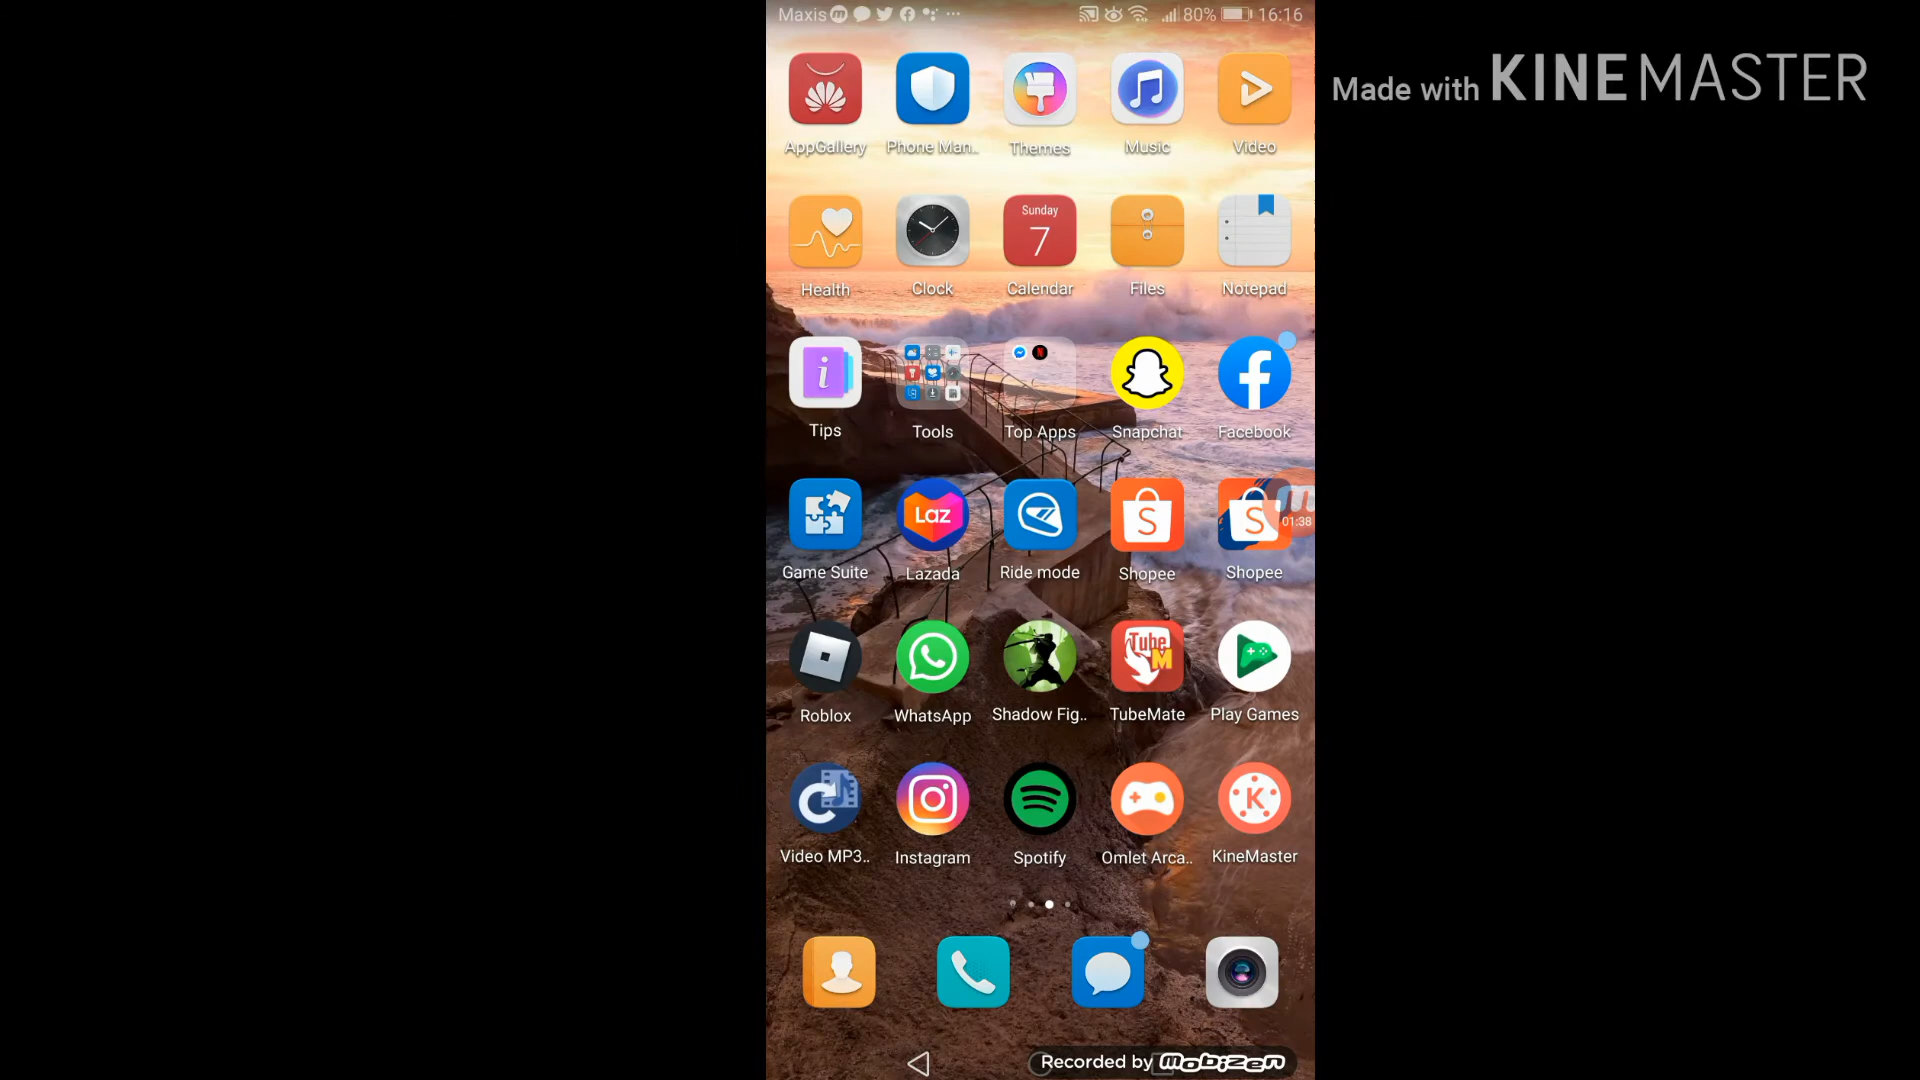 Maxis 80% 16:16
Made with KINEMASTER
AppGallery Phone Man.. Themes Music Video
Sunday
7
Health Clock Calendar Files Notepad
Tips Tools Top Apps Snapchat Facebook
Laz
01:38
Game Suite Lazada Ride mode Shopee Shopee
Tube
M
Roblox WhatsApp Shadow Fig.. TubeMate Play Games
Video MP3.. Instagram Spotify Omlet Arca.. KineMaster
Recorded by mobizen